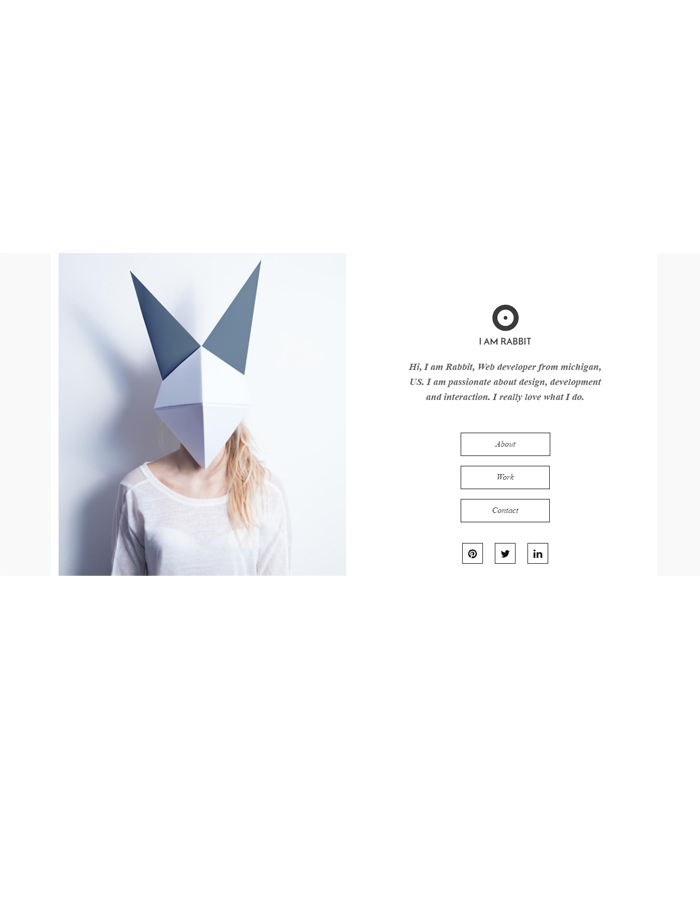 I AM RABBIT
Hi, I am Rabbit, Web developer from michigan,
US. I am passionate about design, development
and interaction. I really love what I do.
About
Work
Contact
in